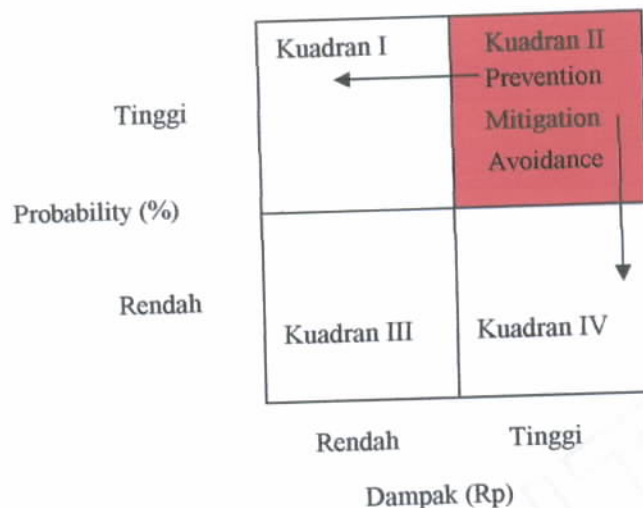 Kuadran I
Kuadran II
Prevention
Tinggi
Mitigation
Avoidance
Probability (%)
Rendah
Kuadran III
Kuadran IV
Rendah
Tinggi
Dampak (Rp)